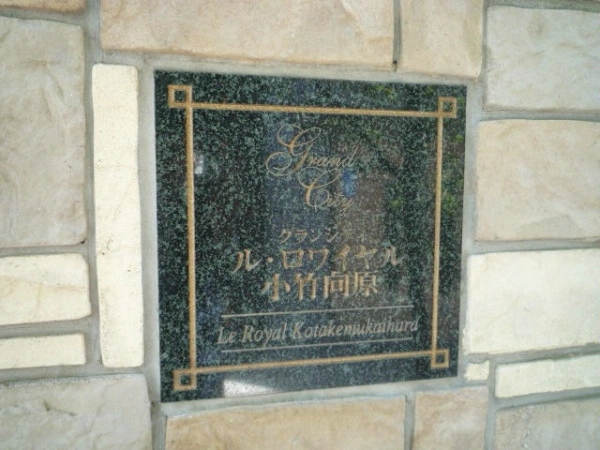 Grand
City
グランシティ
ル・ロワイヤル
小竹向原
Le Royal Kotakemukaihara